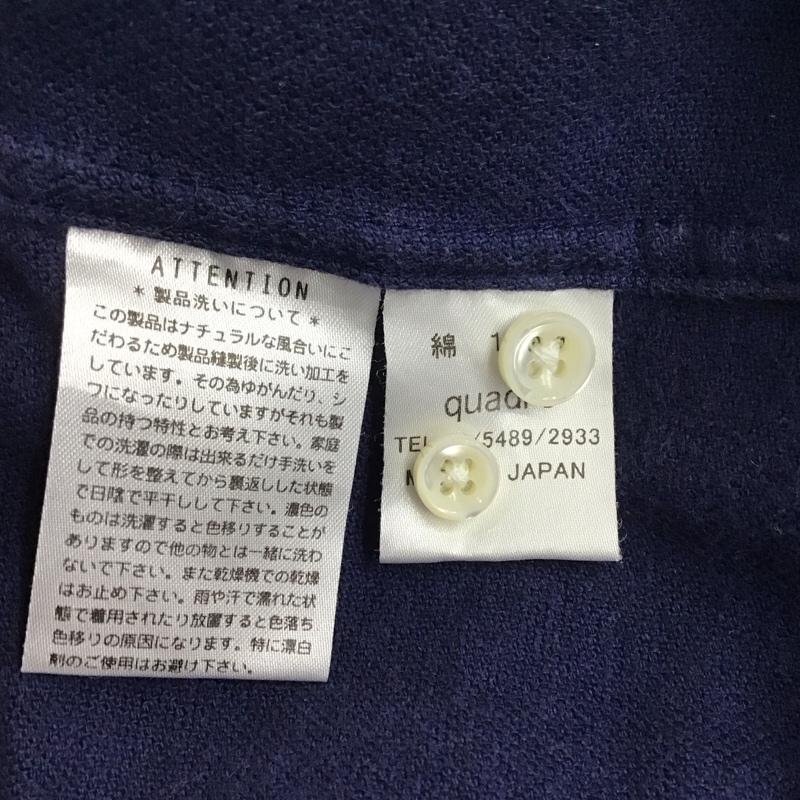 ATTENTION
＊製品洗いについて＊
この製品はナチュラルな風合いにこ
だわるため製品縫製後に洗い加工を
しています。その為ゆがんだり、シ
ワになったりしていますがそれも製
品の持つ特性とお考え下さい。家庭
での洗濯の際は出来るだけ手洗いを
して形を整えてから裏返しした状態
で日陰で平干しして下さい。濃色の
ものは洗濯すると色移りすることが
ありますので他の物とは一緒に洗わ
ないで下さい。また乾燥機での乾燥
はお止め下さい。雨や汗で濡れた状
態で着用されたり放置すると色落ち
色移りの原因になります。特に漂白
剤のご使用はお避け下さい。
綿
TEL /5489/2933
JAPAN